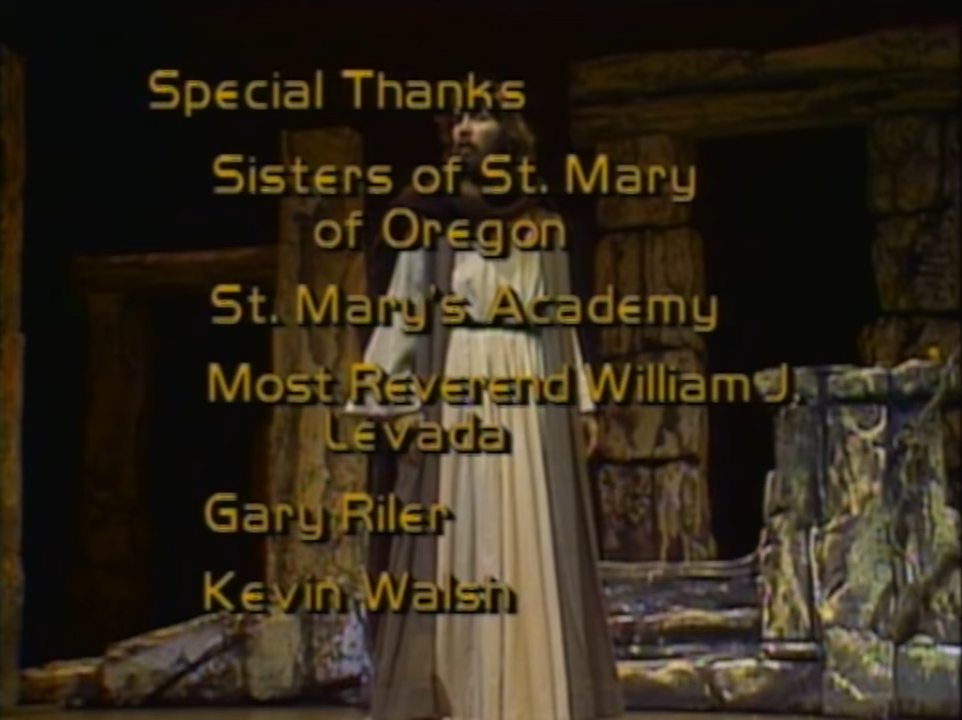 Special Thanks
Sisters of St. Mary
of Oregon
St. Mary's Academy
Most Reverend William J.
Levada
Gary Riler
Kevin Walsh